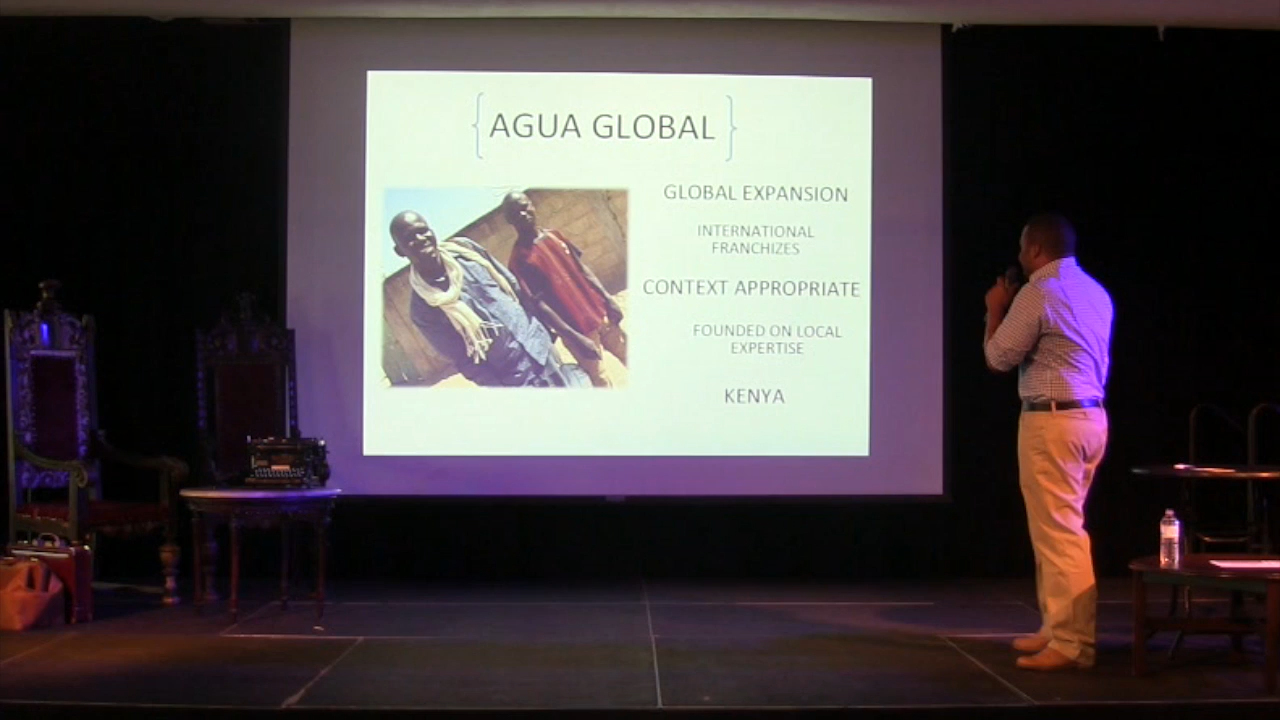 {AGUA GLOBAL}
GLOBAL EXPANSION
INTERNATIONAL
FRANCHIZES
CONTEXT APPROPRIATE
FOUNDED ON LOCAL
EXPERTISE
KENYA